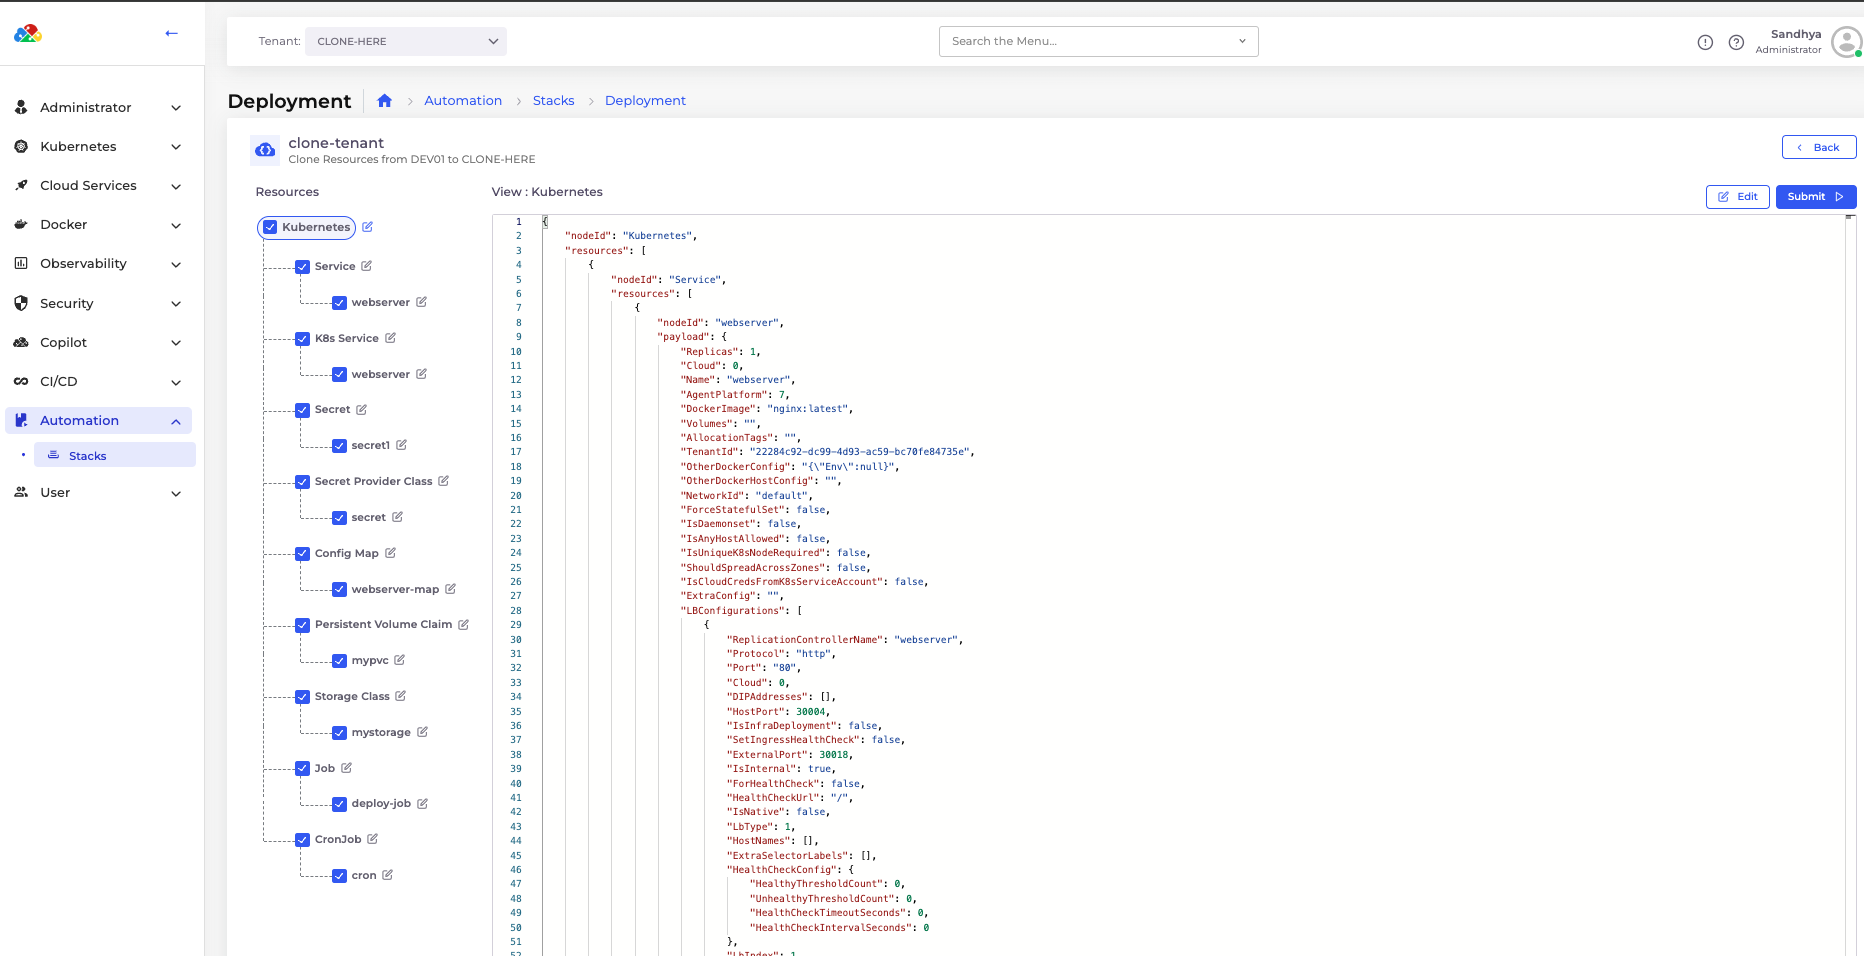 Tenant: CLONE-HERE
Search the Menu...
Sandhya
Administrator
Administrator
Kubernetes
Cloud Services
Docker
Observability
Security
Copilot
CI/CD
Automation
Stacks
User
Deployment
Automation > Stacks > Deployment
clone-tenant
Clone Resources from DEV01 to CLONE-HERE
Back
Resources
Kubernetes
Service
webserver
K8s Service
webserver
Secret
secret1
Secret Provider Class
secret
Config Map
webserver-map
Persistent Volume Claim
mypvc
Storage Class
mystorage
Job
deploy-job
CronJob
cron
View : Kubernetes
Edit
Submit
1 {
2 "nodeId": "Kubernetes",
3 "resources": [
4 {
5 "nodeId": "Service",
6 "resources": [
7 {
8 "nodeId": "webserver",
9 "payload": {
10 "Replicas": 1,
11 "Cloud": 0,
12 "Name": "webserver",
13 "AgentPlatform": 7,
14 "DockerImage": "nginx:latest",
15 "Volumes": "",
16 "AllocationTags": "",
17 "TenantId": "22284c92-dc99-4d93-ac59-bc70fe84735e",
18 "OtherDockerConfig": "{\"Env\":null}",
19 "OtherDockerHostConfig": "",
20 "NetworkId": "default",
21 "ForceStatefulSet": false,
22 "IsDaemonset": false,
23 "IsAnyHostAllowed": false,
24 "IsUniqueK8sNodeRequired": false,
25 "ShouldSpreadAcrossZones": false,
26 "IsCloudCredsFromK8sServiceAccount": false,
27 "ExtraConfig": "",
28 "LBConfigurations": [
29 {
30 "ReplicationControllerName": "webserver",
31 "Protocol": "http",
32 "Port": "80",
33 "Cloud": 0,
34 "DIPAddresses": [],
35 "HostPort": 30004,
36 "IsInfraDeployment": false,
37 "SetIngressHealthCheck": false,
38 "ExternalPort": 30018,
39 "IsInternal": true,
40 "ForHealthCheck": false,
41 "HealthCheckUrl": "/",
42 "IsNative": false,
43 "LbType": 1,
44 "HostNames": [],
45 "ExtraSelectorLabels": [],
46 "HealthCheckConfig": {
47 "HealthyThresholdCount": 0,
48 "UnhealthyThresholdCount": 0,
49 "HealthCheckTimeoutSeconds": 0,
50 "HealthCheckIntervalSeconds": 0
51 },
52 "LbIndex": 1,